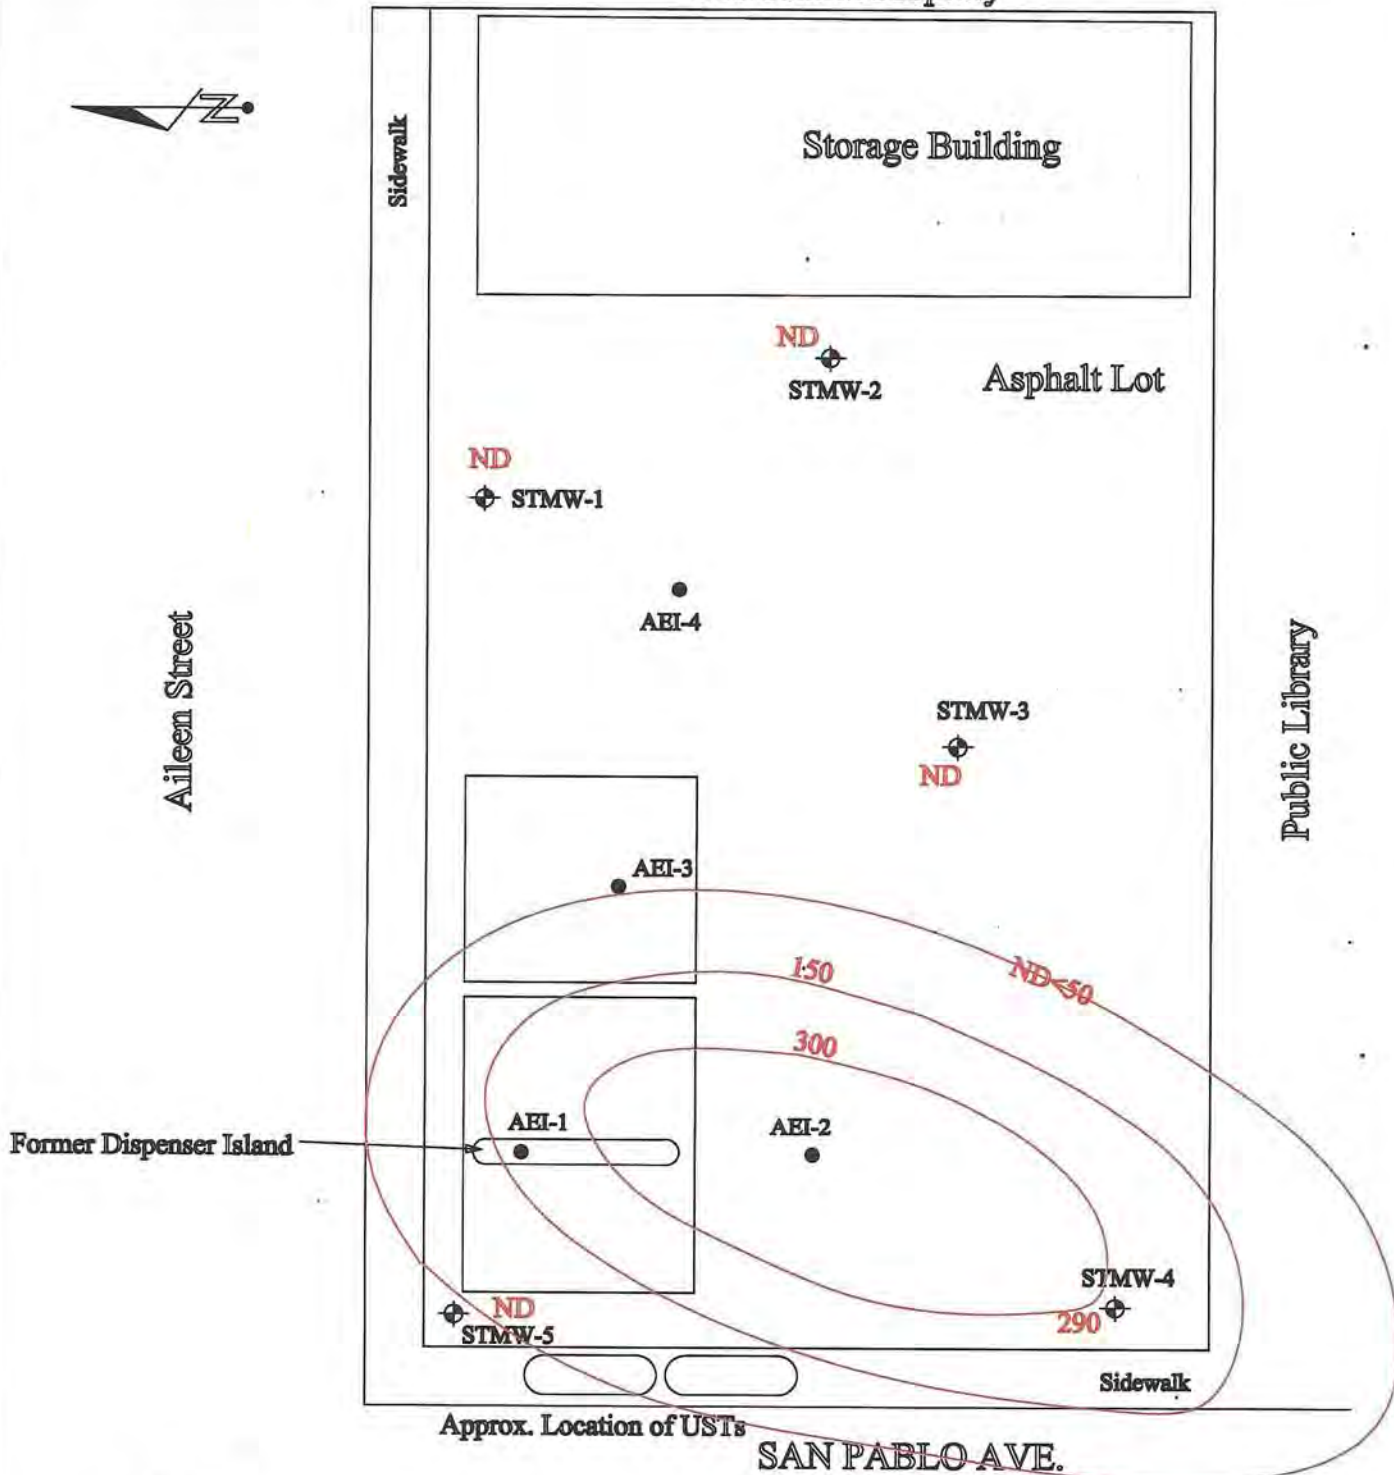 N
Sidewalk
Storage Building
ND
STMW-2
Asphalt Lot
ND
STMW-1
AEI-4
Aileen Street
Public Library
STMW-3
ND
AEI-3
150
ND<50
300
AEI-1
AEI-2
Former Dispenser Island
STMW-4
290
ND
STMW-5
Sidewalk
Approx. Location of USTs
SAN PABLO AVE.